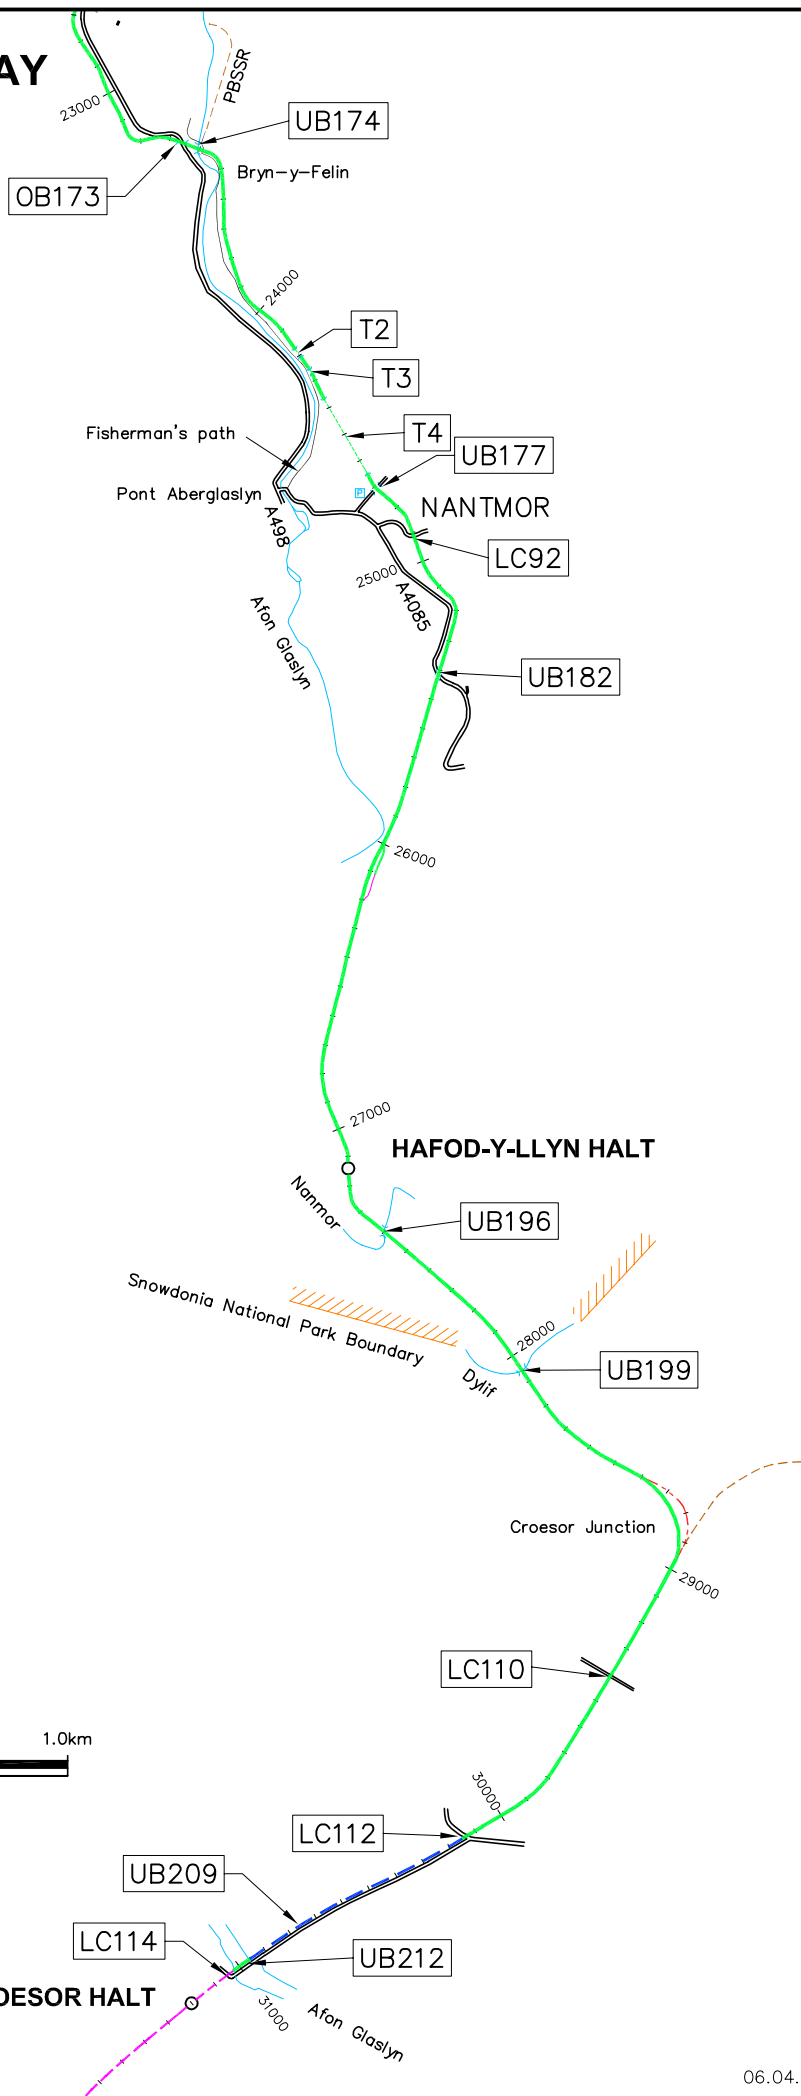 AY
PBSSR
23000
UB174
OB173
Bryn-y-Felin
24000
T2
T3
Fisherman's path
T4
UB177
Pont Aberglaslyn
P
NANTMOR
A498
LC92
25000
A4085
Afon Glaslyn
UB182
26000
27000
HAFOD-Y-LLYN HALT
Nanmor
UB196
Snowdonia National Park Boundary
28000
UB199
Dylif
Croesor Junction
29000
LC110
1.0km
30000
LC112
UB209
LC114
UB212
OESOR HALT
31000
Afon Glaslyn
06.04.